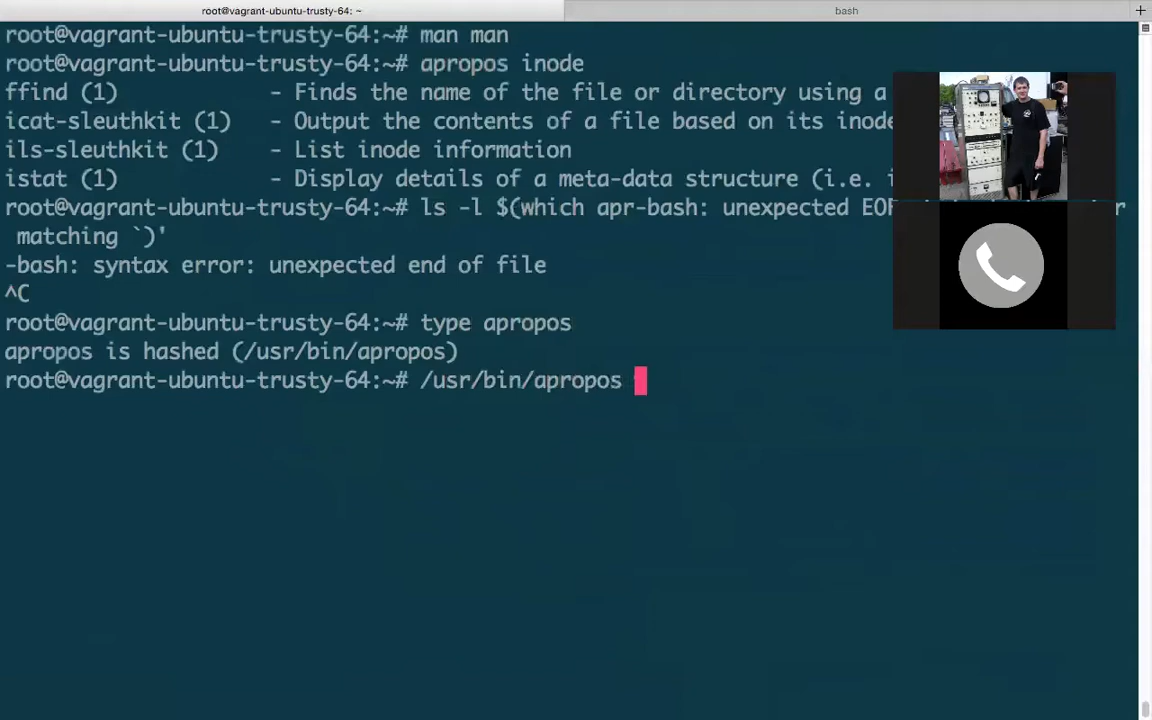 root@vagrant-ubuntu-trusty-64: ~
bash
root@vagrant-ubuntu-trusty-64:~# man man
root@vagrant-ubuntu-trusty-64:~# apropos inode
ffind (1) - Finds the name of the file or directory using a
icat-sleuthkit (1) - Output the contents of a file based on its inode
ils-sleuthkit (1) - List inode information
istat (1) - Display details of a meta-data structure (i.e. i
root@vagrant-ubuntu-trusty-64:~# ls -l $(which apr-bash: unexpected EOF
matching `)'
-bash: syntax error: unexpected end of file
^C
root@vagrant-ubuntu-trusty-64:~# type apropos
apropos is hashed (/usr/bin/apropos)
root@vagrant-ubuntu-trusty-64:~# /usr/bin/apropos